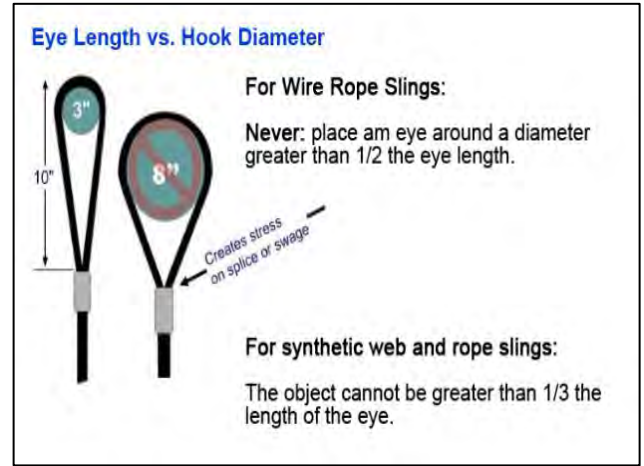 Eye Length vs. Hook Diameter
3"
10"
8"
For Wire Rope Slings:
Never: place am eye around a diameter
greater than 1/2 the eye length.
Creates stress
on splice or swage
For synthetic web and rope slings:
The object cannot be greater than 1/3 the
length of the eye.